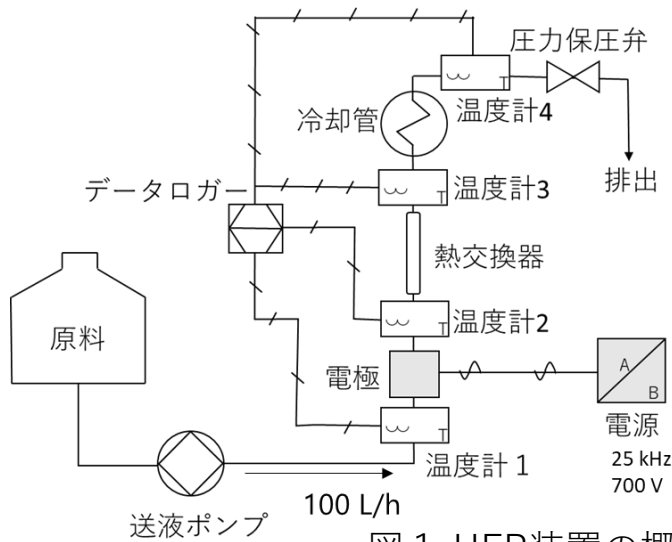 圧力保圧弁
T
温度計4
冷却管
排出
データロガー
T
温度計3
熱交換器
原料
T
温度計2
電極
A
B
電源
T
温度計1
25 kHz
700 V
100 L/h
送液ポンプ